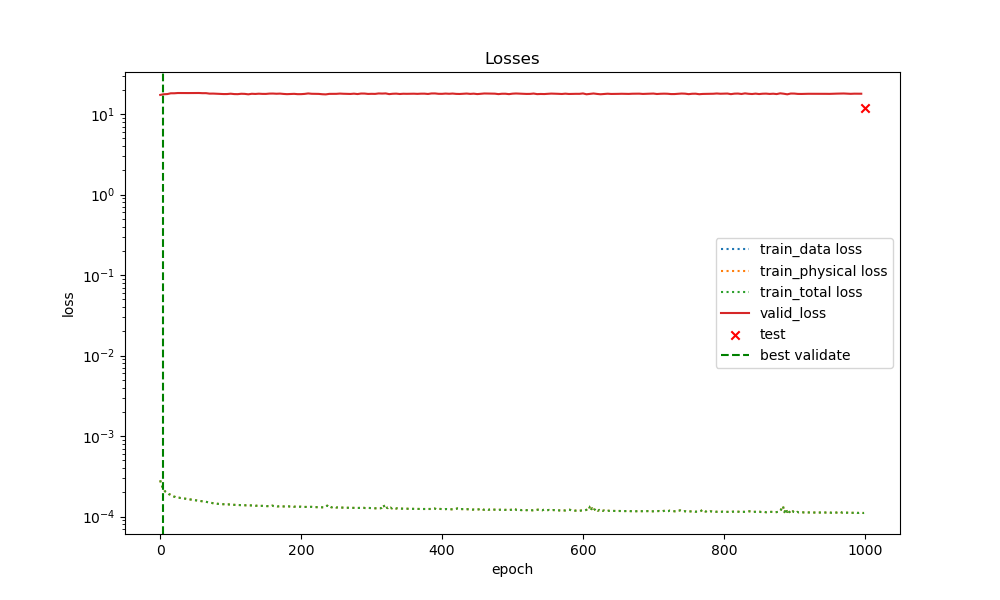 Losses
loss
10¹
10⁰
10⁻¹
10⁻²
10⁻³
10⁻⁴
train_data loss
train_physical loss
train_total loss
valid_loss
test
best validate
0 200 400 600 800 1000
epoch